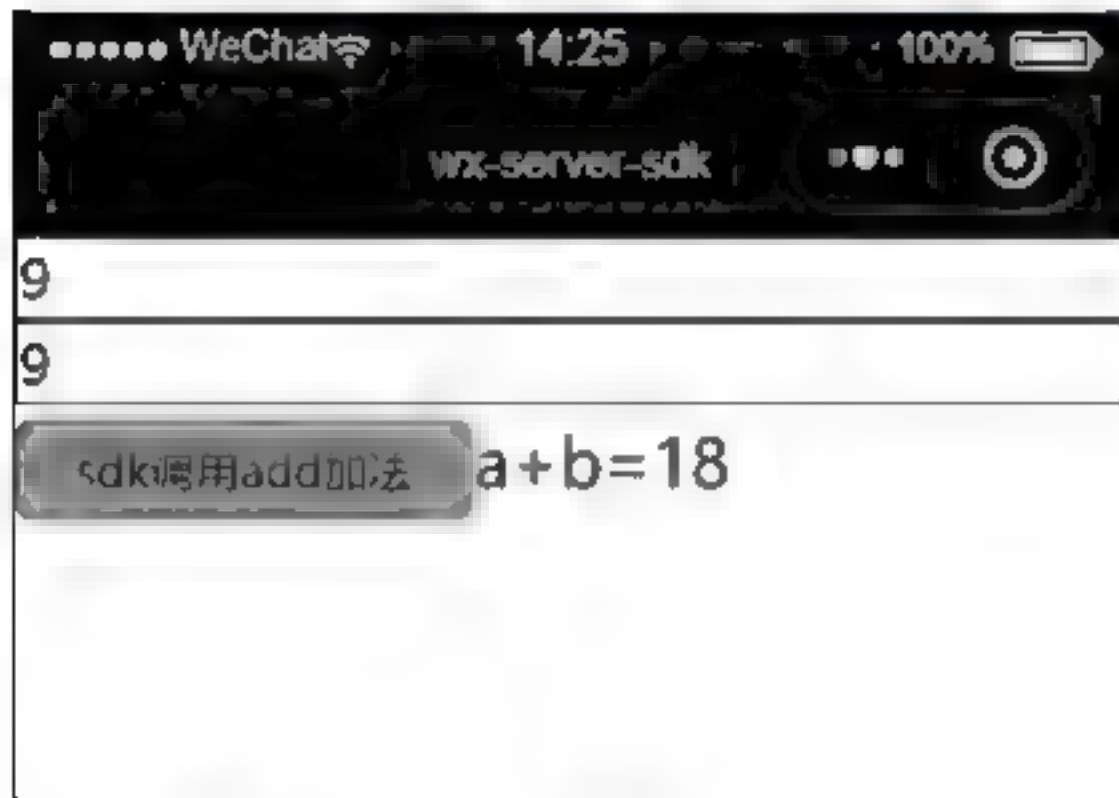 WeChat 14:25 100%
wx-server-sdk
9
9
sdk调用add加法 a+b=18